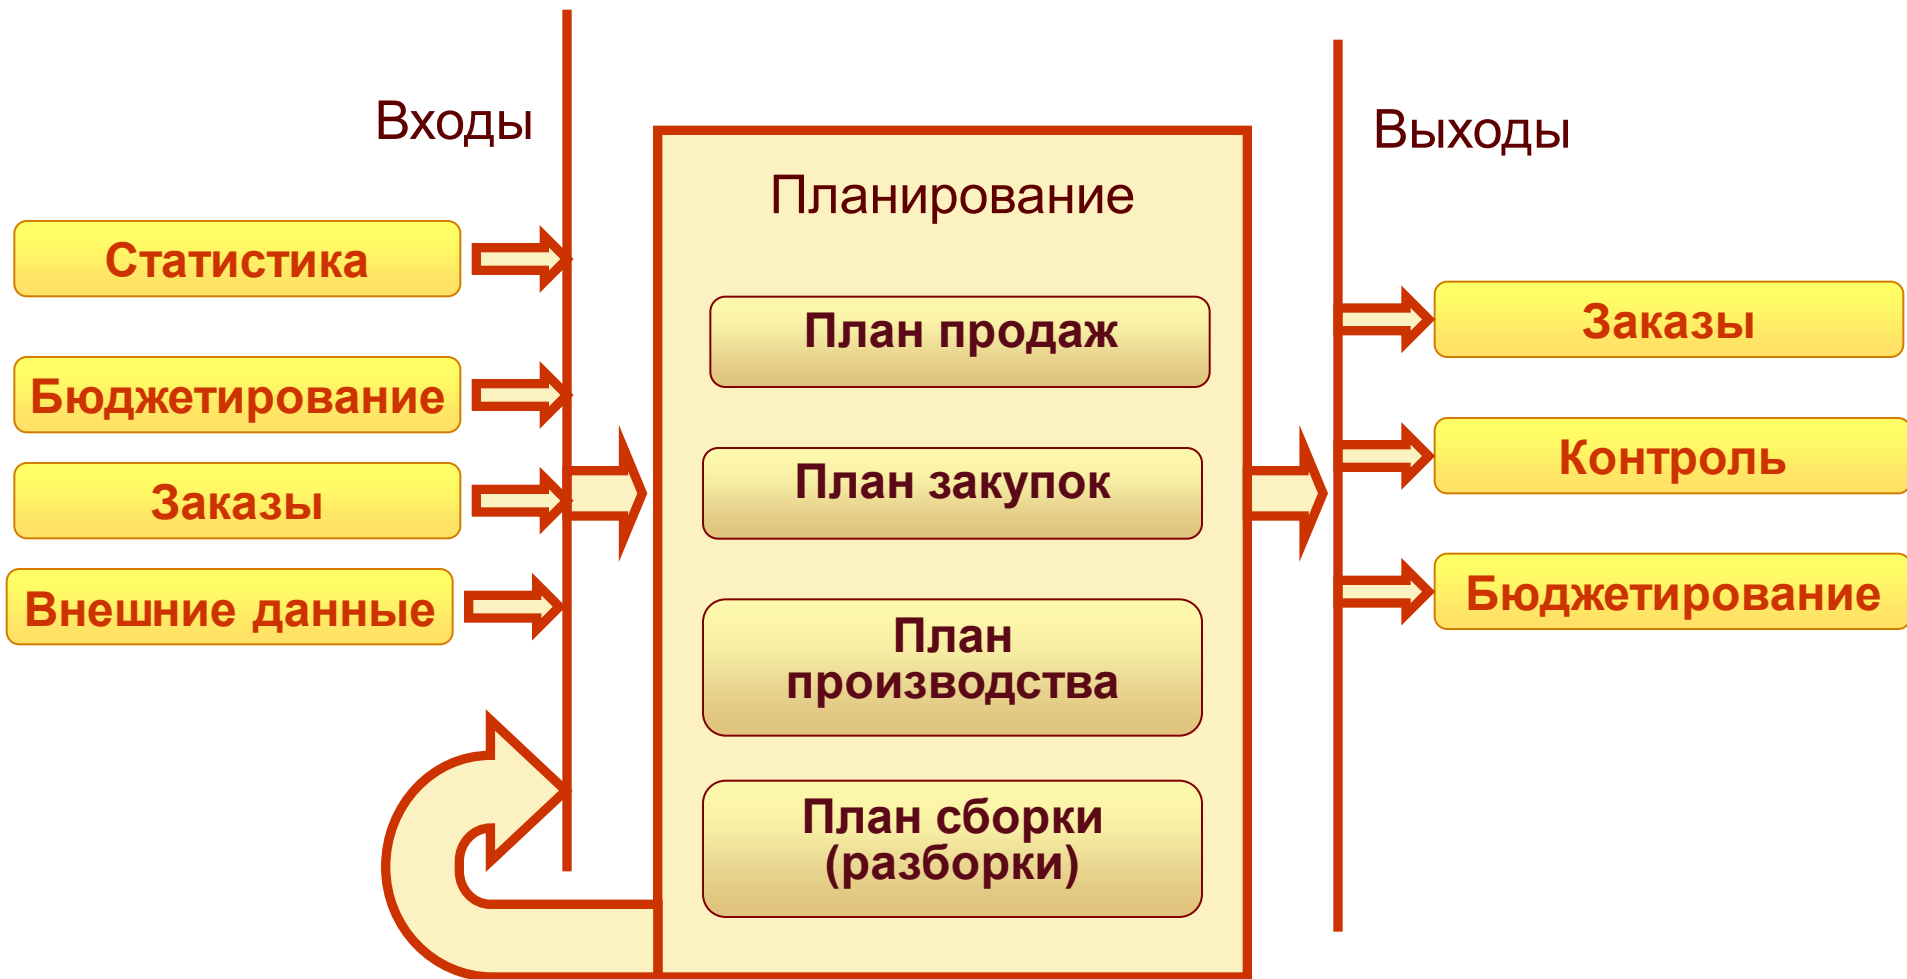 Входы
Статистика
Бюджетирование
Заказы
Внешние данные
Планирование
План продаж
План закупок
План
производства
План сборки
(разборки)
Выходы
Заказы
Контроль
Бюджетирование